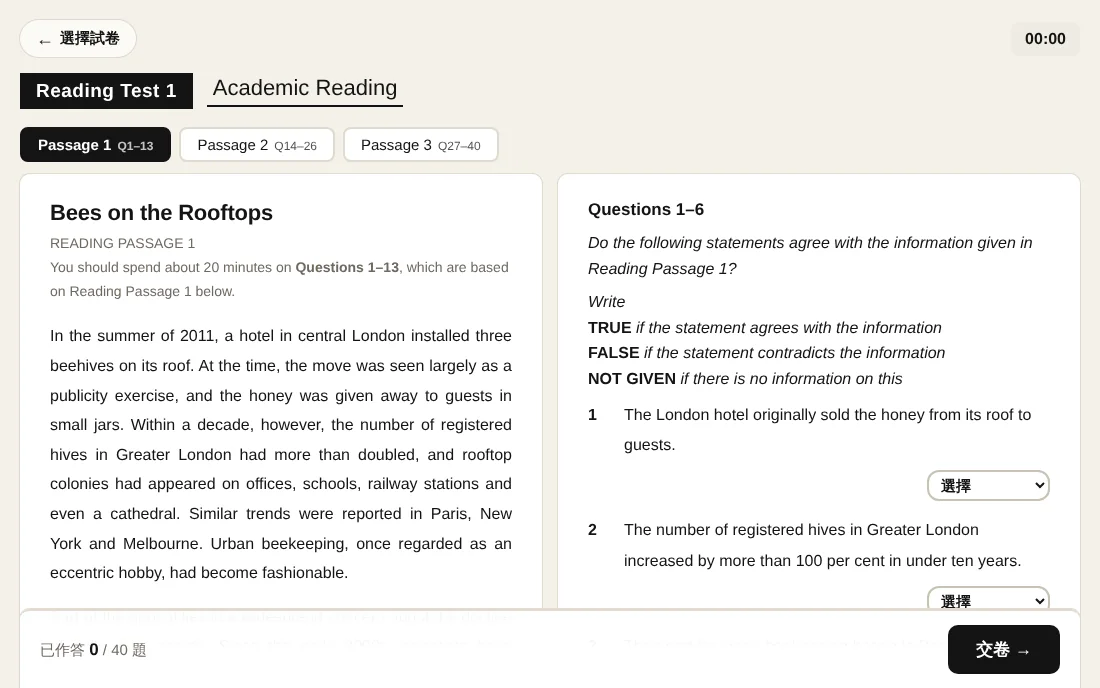 ← 選擇試卷
00:00
Reading Test 1
Academic Reading
Passage 1 Q1–13
Passage 2 Q14–26
Passage 3 Q27–40
Bees on the Rooftops
READING PASSAGE 1
You should spend about 20 minutes on Questions 1–13, which are based
on Reading Passage 1 below.
In the summer of 2011, a hotel in central London installed three
beehives on its roof. At the time, the move was seen largely as a
publicity exercise, and the honey was given away to guests in
small jars. Within a decade, however, the number of registered
hives in Greater London had more than doubled, and rooftop
colonies had appeared on offices, schools, railway stations and
even a cathedral. Similar trends were reported in Paris, New
York and Melbourne. Urban beekeeping, once regarded as an
eccentric hobby, had become fashionable.
Questions 1–6
Do the following statements agree with the information given in
Reading Passage 1?
Write
TRUE if the statement agrees with the information
FALSE if the statement contradicts the information
NOT GIVEN if there is no information on this
1 The London hotel originally sold the honey from its roof to
guests.
選擇
2 The number of registered hives in Greater London
increased by more than 100 per cent in under ten years.
選擇
已作答 0 / 40 題
交卷 →